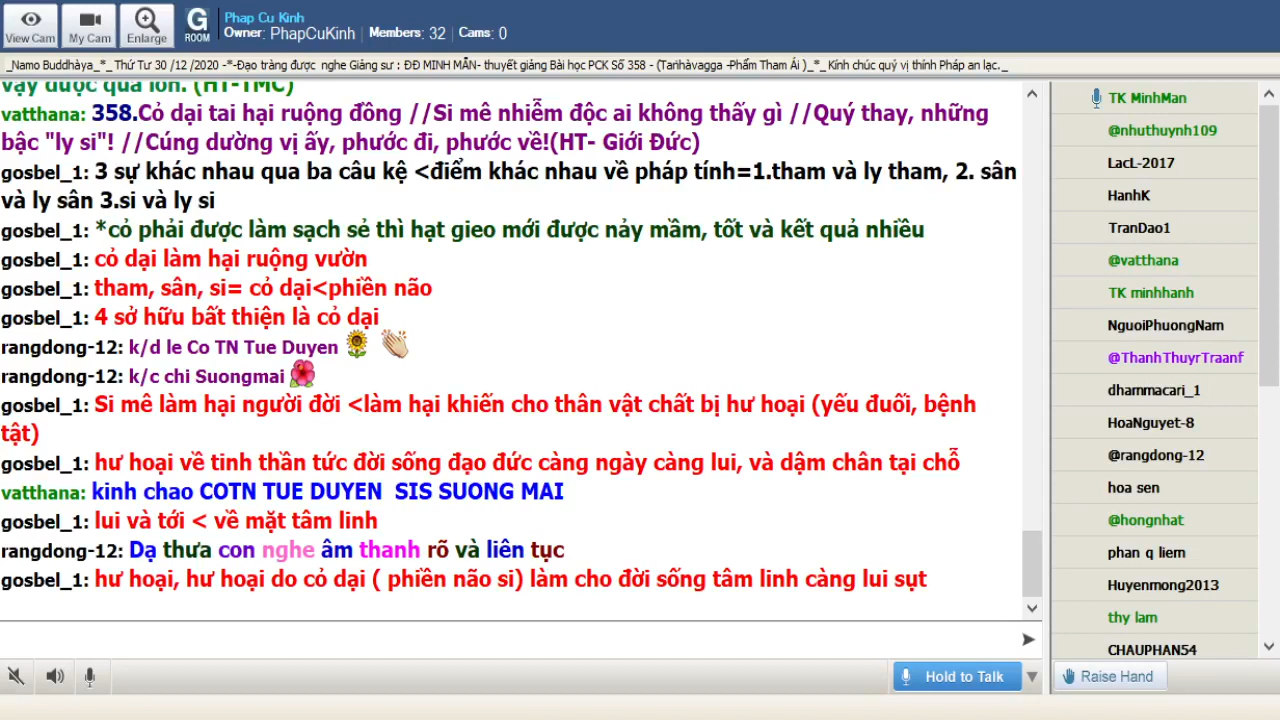 View Cam
My Cam
Enlarge
G ROOM
Phap Cu Kinh
Owner: PhapCuKinh | Members: 32 | Cams: 0
_Namo Buddhàya_*_ Thứ Tư 30 /12 /2020 -*-Đạo tràng được nghe Giảng sư : ĐĐ MINH MẪN- thuyết giảng Bài học PCK Số 358 - (Taṅhàvagga -Phẩm Tham Ái )_*_ Kính chúc quý vị thính Pháp an lạc._
vậy được quả lớn. (HT-TMC)
vatthana: 358.Cỏ dại tai hại ruộng đồng //Si mê nhiễm độc ai không thấy gì //Quý thay, những
bậc "ly si"! //Cúng dường vị ấy, phước đi, phước về!(HT- Giới Đức)
gosbel_1: 3 sự khác nhau qua ba câu kệ <điểm khác nhau về pháp tính=1.tham và ly tham, 2. sân
và ly sân 3.si và ly si
gosbel_1: *cỏ phải được làm sạch sẻ thì hạt gieo mới được nảy mầm, tốt và kết quả nhiều
gosbel_1: cỏ dại làm hại ruộng vườn
gosbel_1: tham, sân, si= cỏ dại<phiền não
gosbel_1: 4 sở hữu bất thiện là cỏ dại
rangdong-12: k/d le Co TN Tue Duyen
rangdong-12: k/c chi Suongmai
gosbel_1: Si mê làm hại người đời <làm hại khiến cho thân vật chất bị hư hoại (yếu đuối, bệnh
tật)
gosbel_1: hư hoại về tinh thần tức đời sống đạo đức càng ngày càng lui, và dậm chân tại chỗ
vatthana: kinh chao COTN TUE DUYEN SIS SUONG MAI
gosbel_1: lui và tới < về mặt tâm linh
rangdong-12: Dạ thưa con nghe âm thanh rõ và liên tục
gosbel_1: hư hoại, hư hoại do cỏ dại ( phiền não si) làm cho đời sống tâm linh càng lui sụt
Hold to Talk
TK MinhMan
@nhuthuynh109
LacL-2017
HanhK
TranDao1
@vatthana
TK minhhanh
NguoiPhuongNam
@ThanhThuyrTraanf
dhammacari_1
HoaNguyet-8
@rangdong-12
hoa sen
@hongnhat
phan q liem
Huyenmong2013
thy lam
CHAUPHAN54
Raise Hand